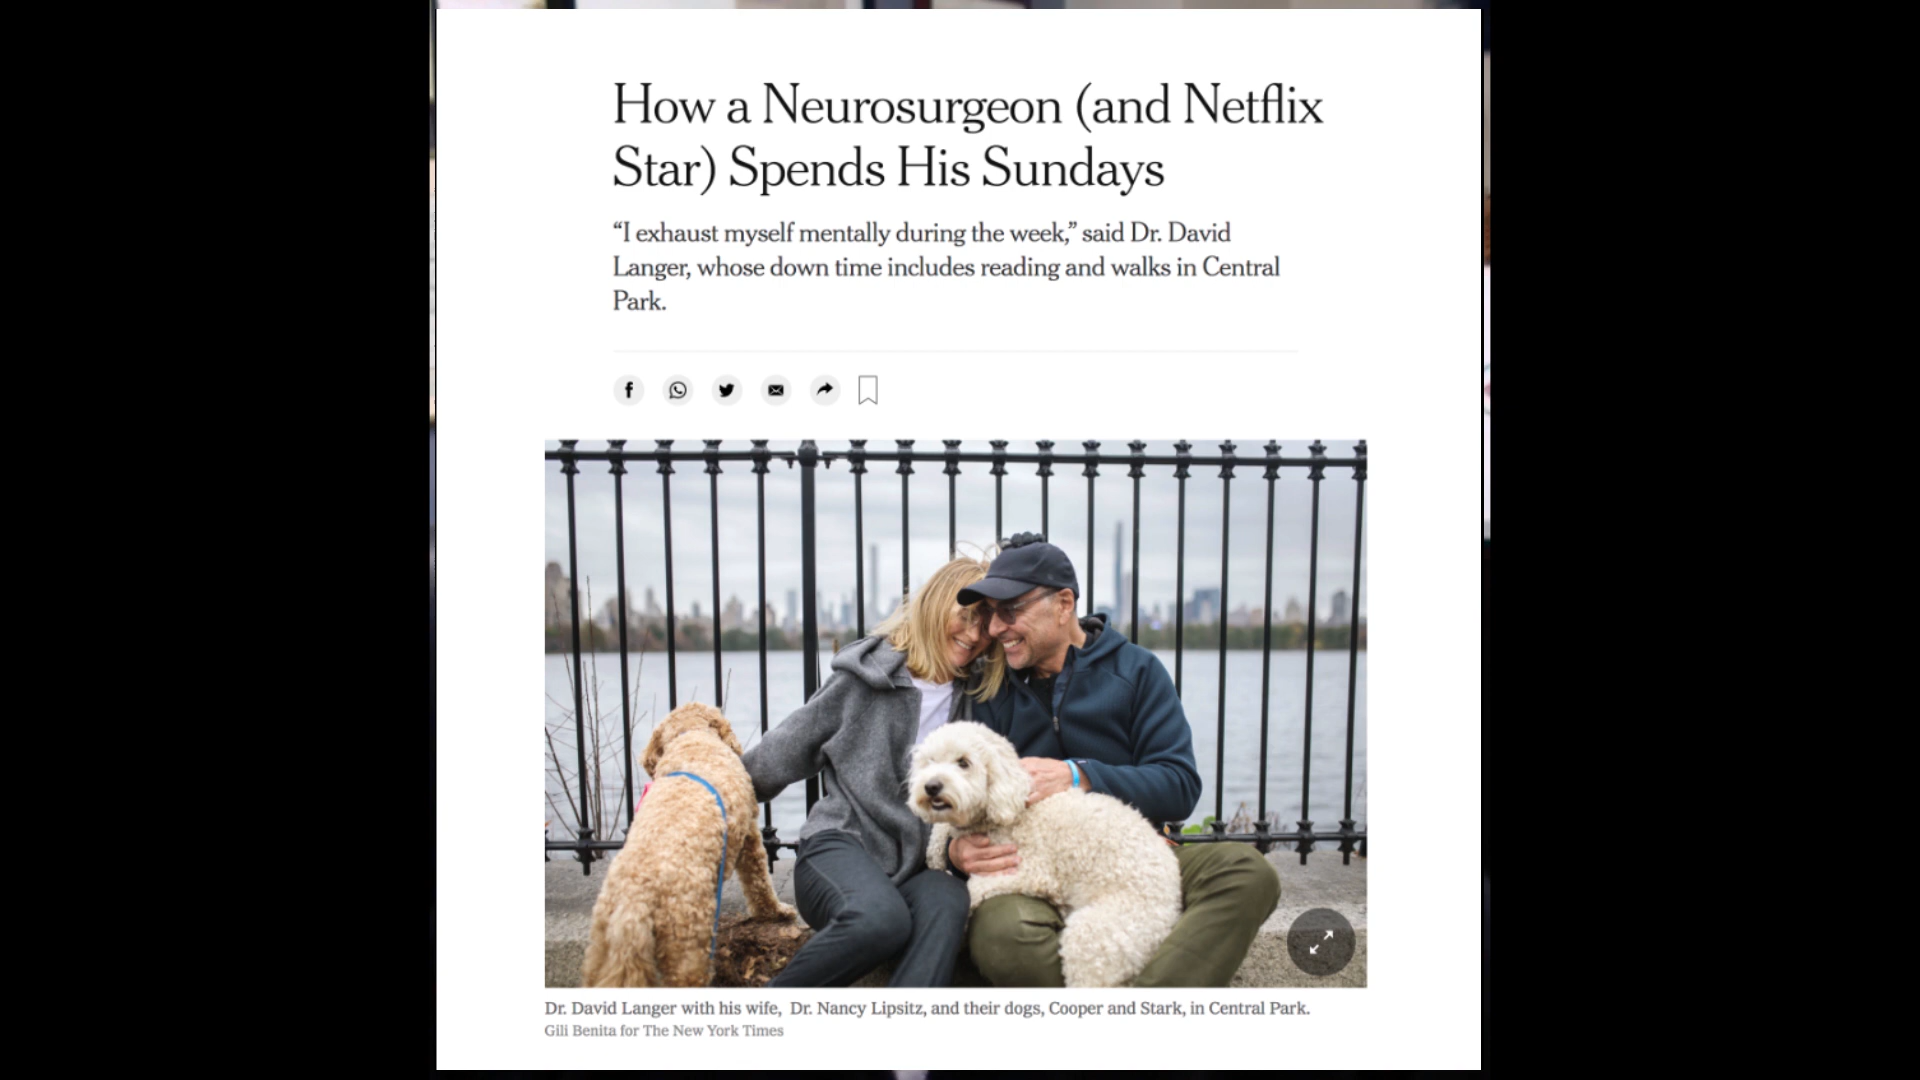 How a Neurosurgeon (and Netflix
Star) Spends His Sundays
“I exhaust myself mentally during the week,” said Dr. David
Langer, whose down time includes reading and walks in Central
Park.
Dr. David Langer with his wife,  Dr. Nancy Lipsitz, and their dogs, Cooper and Stark, in Central Park.
Gili Benita for The New York Times